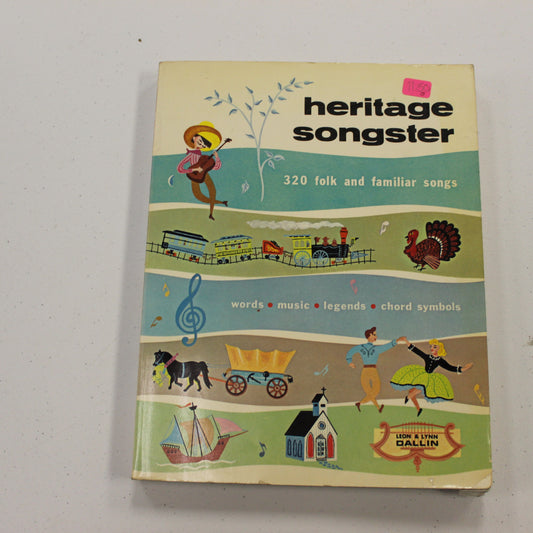 heritage
songster
320 folk and familiar songs
words • music • legends • chord symbols
LEON & LYNN
DALLIN